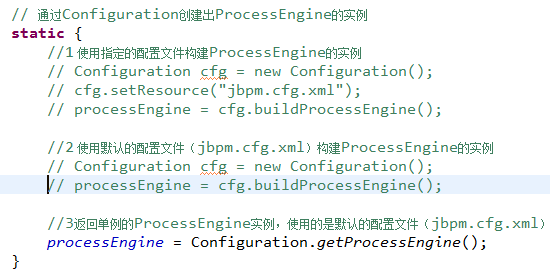 // 通过Configuration创建出ProcessEngine的实例
static {
//1 使用指定的配置文件构建ProcessEngine的实例
// Configuration cfg = new Configuration();
// cfg.setResource("jbpm.cfg.xml");
// processEngine = cfg.buildProcessEngine();
//2 使用默认的配置文件（jbpm.cfg.xml）构建ProcessEngine的实例
// Configuration cfg = new Configuration();
// processEngine = cfg.buildProcessEngine();
//3返回单例的ProcessEngine实例，使用的是默认的配置文件（jbpm.cfg.xml）
processEngine = Configuration.getProcessEngine();
}